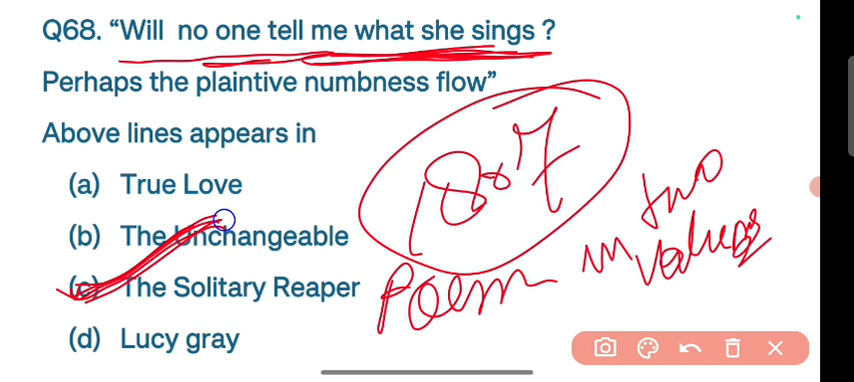 Q68. “Will no one tell me what she sings ?
Perhaps the plaintive numbness flow”
Above lines appears in
(a) True Love
(b) The Unchangeable
(c) The Solitary Reaper
(d) Lucy gray
1807
Poem in two